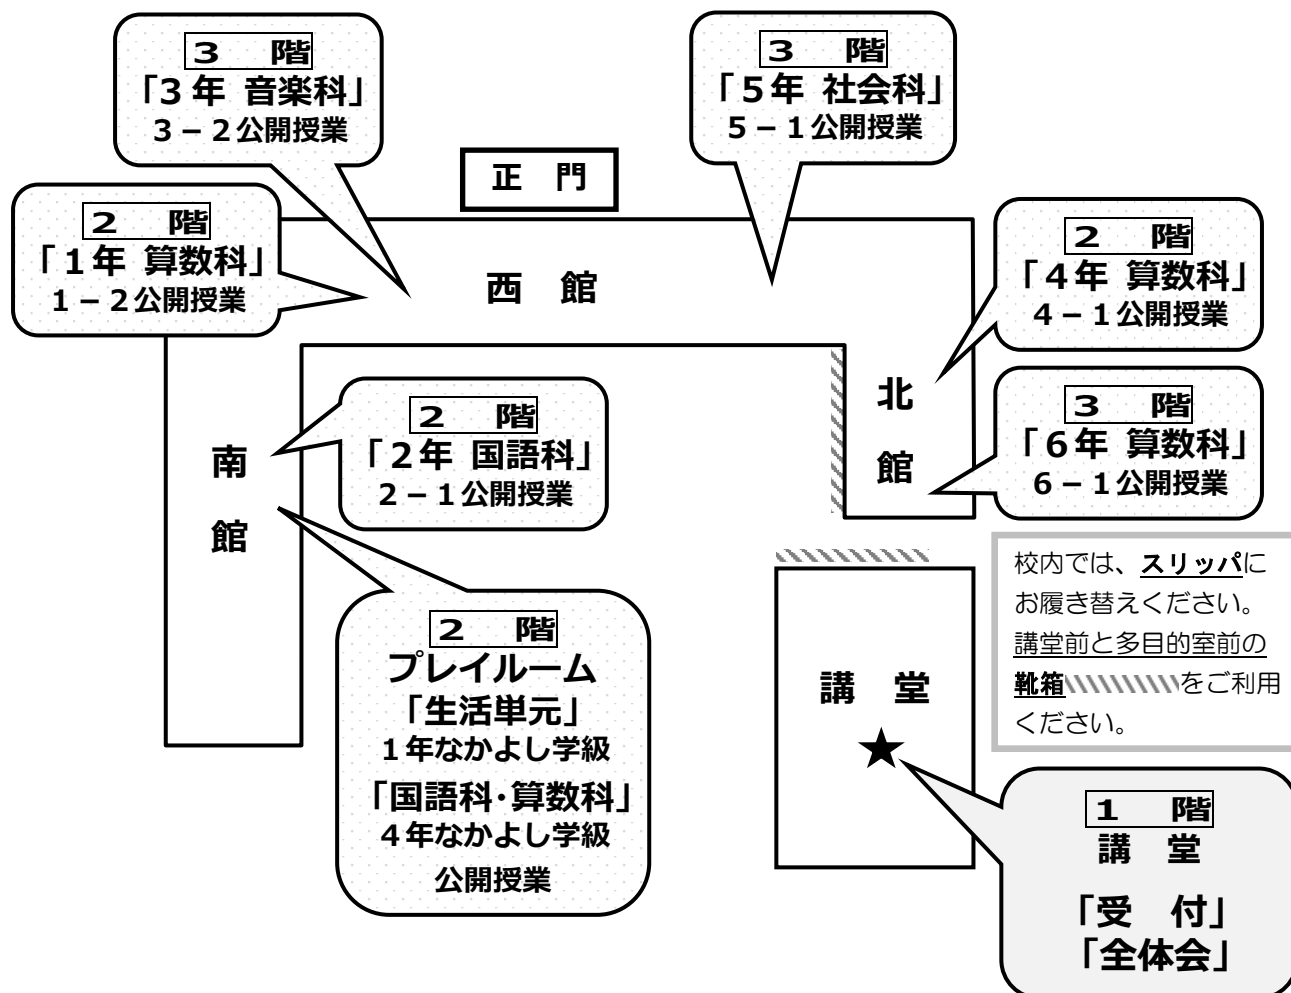 ３　階
「３年 音楽科」
３－２公開授業
３　階
「５年 社会科」
５－１公開授業
正　門
２　階
「１年 算数科」
１－２公開授業
西　館
２　階
「４年 算数科」
４－１公開授業
北
館
３　階
「６年 算数科」
６－１公開授業
２　階
「２年 国語科」
２－１公開授業
南
館
校内では、スリッパに
お履き替えください。
講堂前と多目的室前の
靴箱をご利用
ください。
２　階
プレイルーム
「生活単元」
１年なかよし学級
「国語科・算数科」
４年なかよし学級
公開授業
講　堂
★
１　階
講　堂
「受　付」
「全体会」